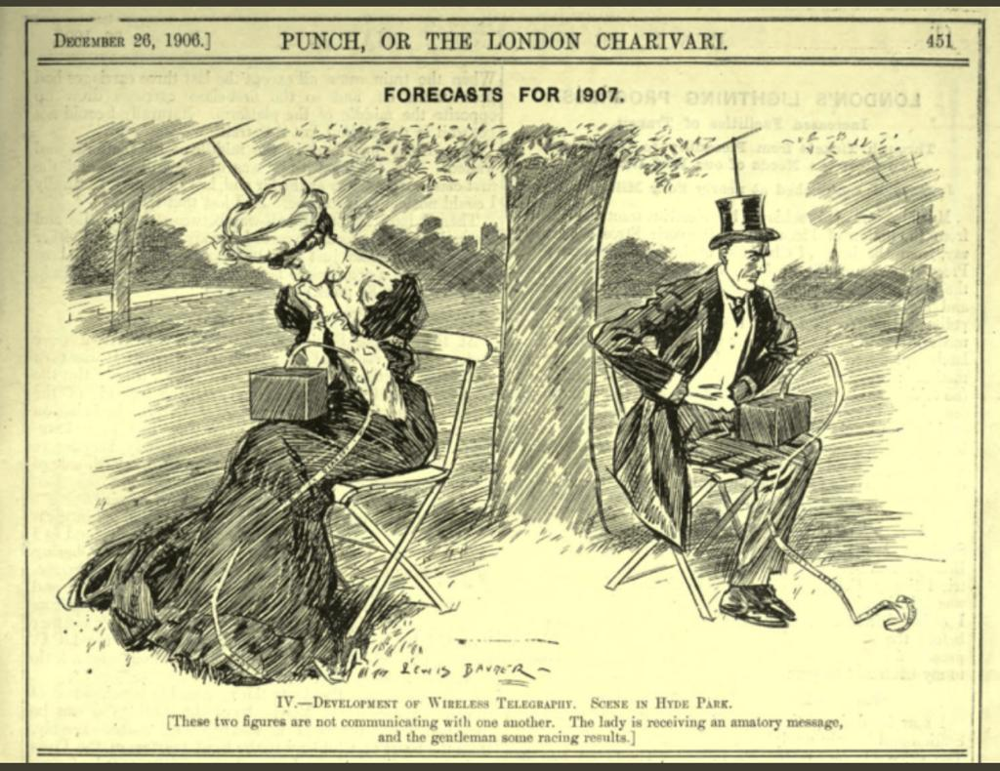 DECEMBER 26, 1906.] PUNCH, OR THE LONDON CHARIVARI. 451
FORECASTS FOR 1907.
LEWIS BAUMER
IV.—DEVELOPMENT OF WIRELESS TELEGRAPHY. SCENE IN HYDE PARK.
[These two figures are not communicating with one another. The lady is receiving an amatory message,
and the gentleman some racing results.]